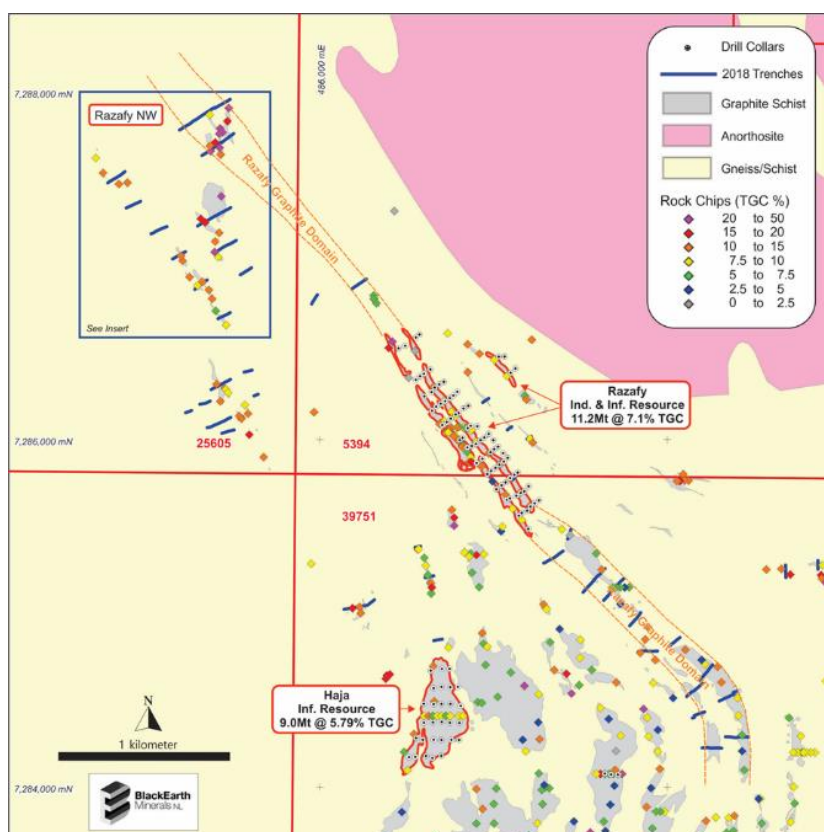 486,000 mE
7,288,000 mN
Razafy NW
Razafy Graphite Domain
See Insert
Drill Collars
2018 Trenches
Graphite Schist
Anorthosite
Gneiss/Schist
Rock Chips (TGC %)
20 to 50
15 to 20
10 to 15
7.5 to 10
5 to 7.5
2.5 to 5
0 to 2.5
Razafy
Ind. & Inf. Resource
11.2Mt @ 7.1% TGC
7,286,000 mN
25605
5394
39751
Razafy Graphite Domain
Haja
Inf. Resource
9.0Mt @ 5.79% TGC
N
1 kilometer
7,284,000 mN
BlackEarth
Minerals NL